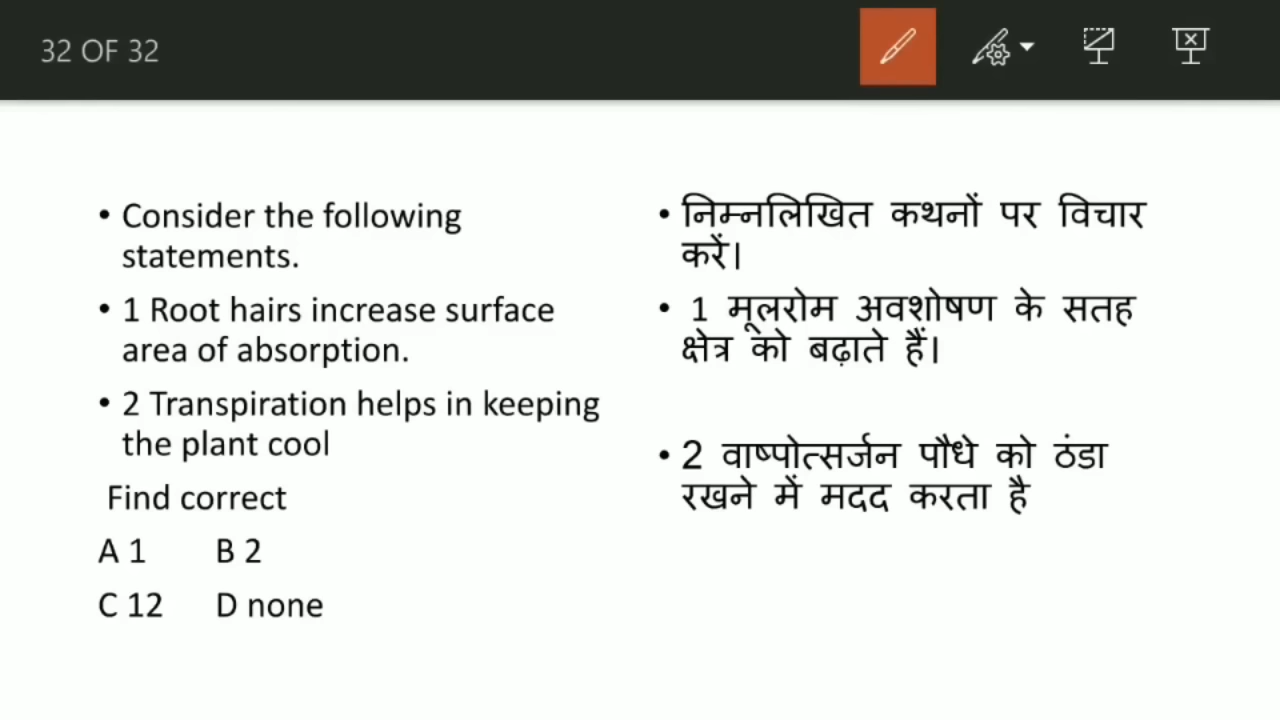 32 OF 32
• Consider the following
statements.
• 1 Root hairs increase surface
area of absorption.
• 2 Transpiration helps in keeping
the plant cool
Find correct
A 1 B 2
C 12 D none
• निम्नलिखित कथनों पर विचार
करें।
• 1 मूलरोम अवशोषण के सतह
क्षेत्र को बढ़ाते हैं।
• 2 वाष्पोत्सर्जन पौधे को ठंडा
रखने में मदद करता है